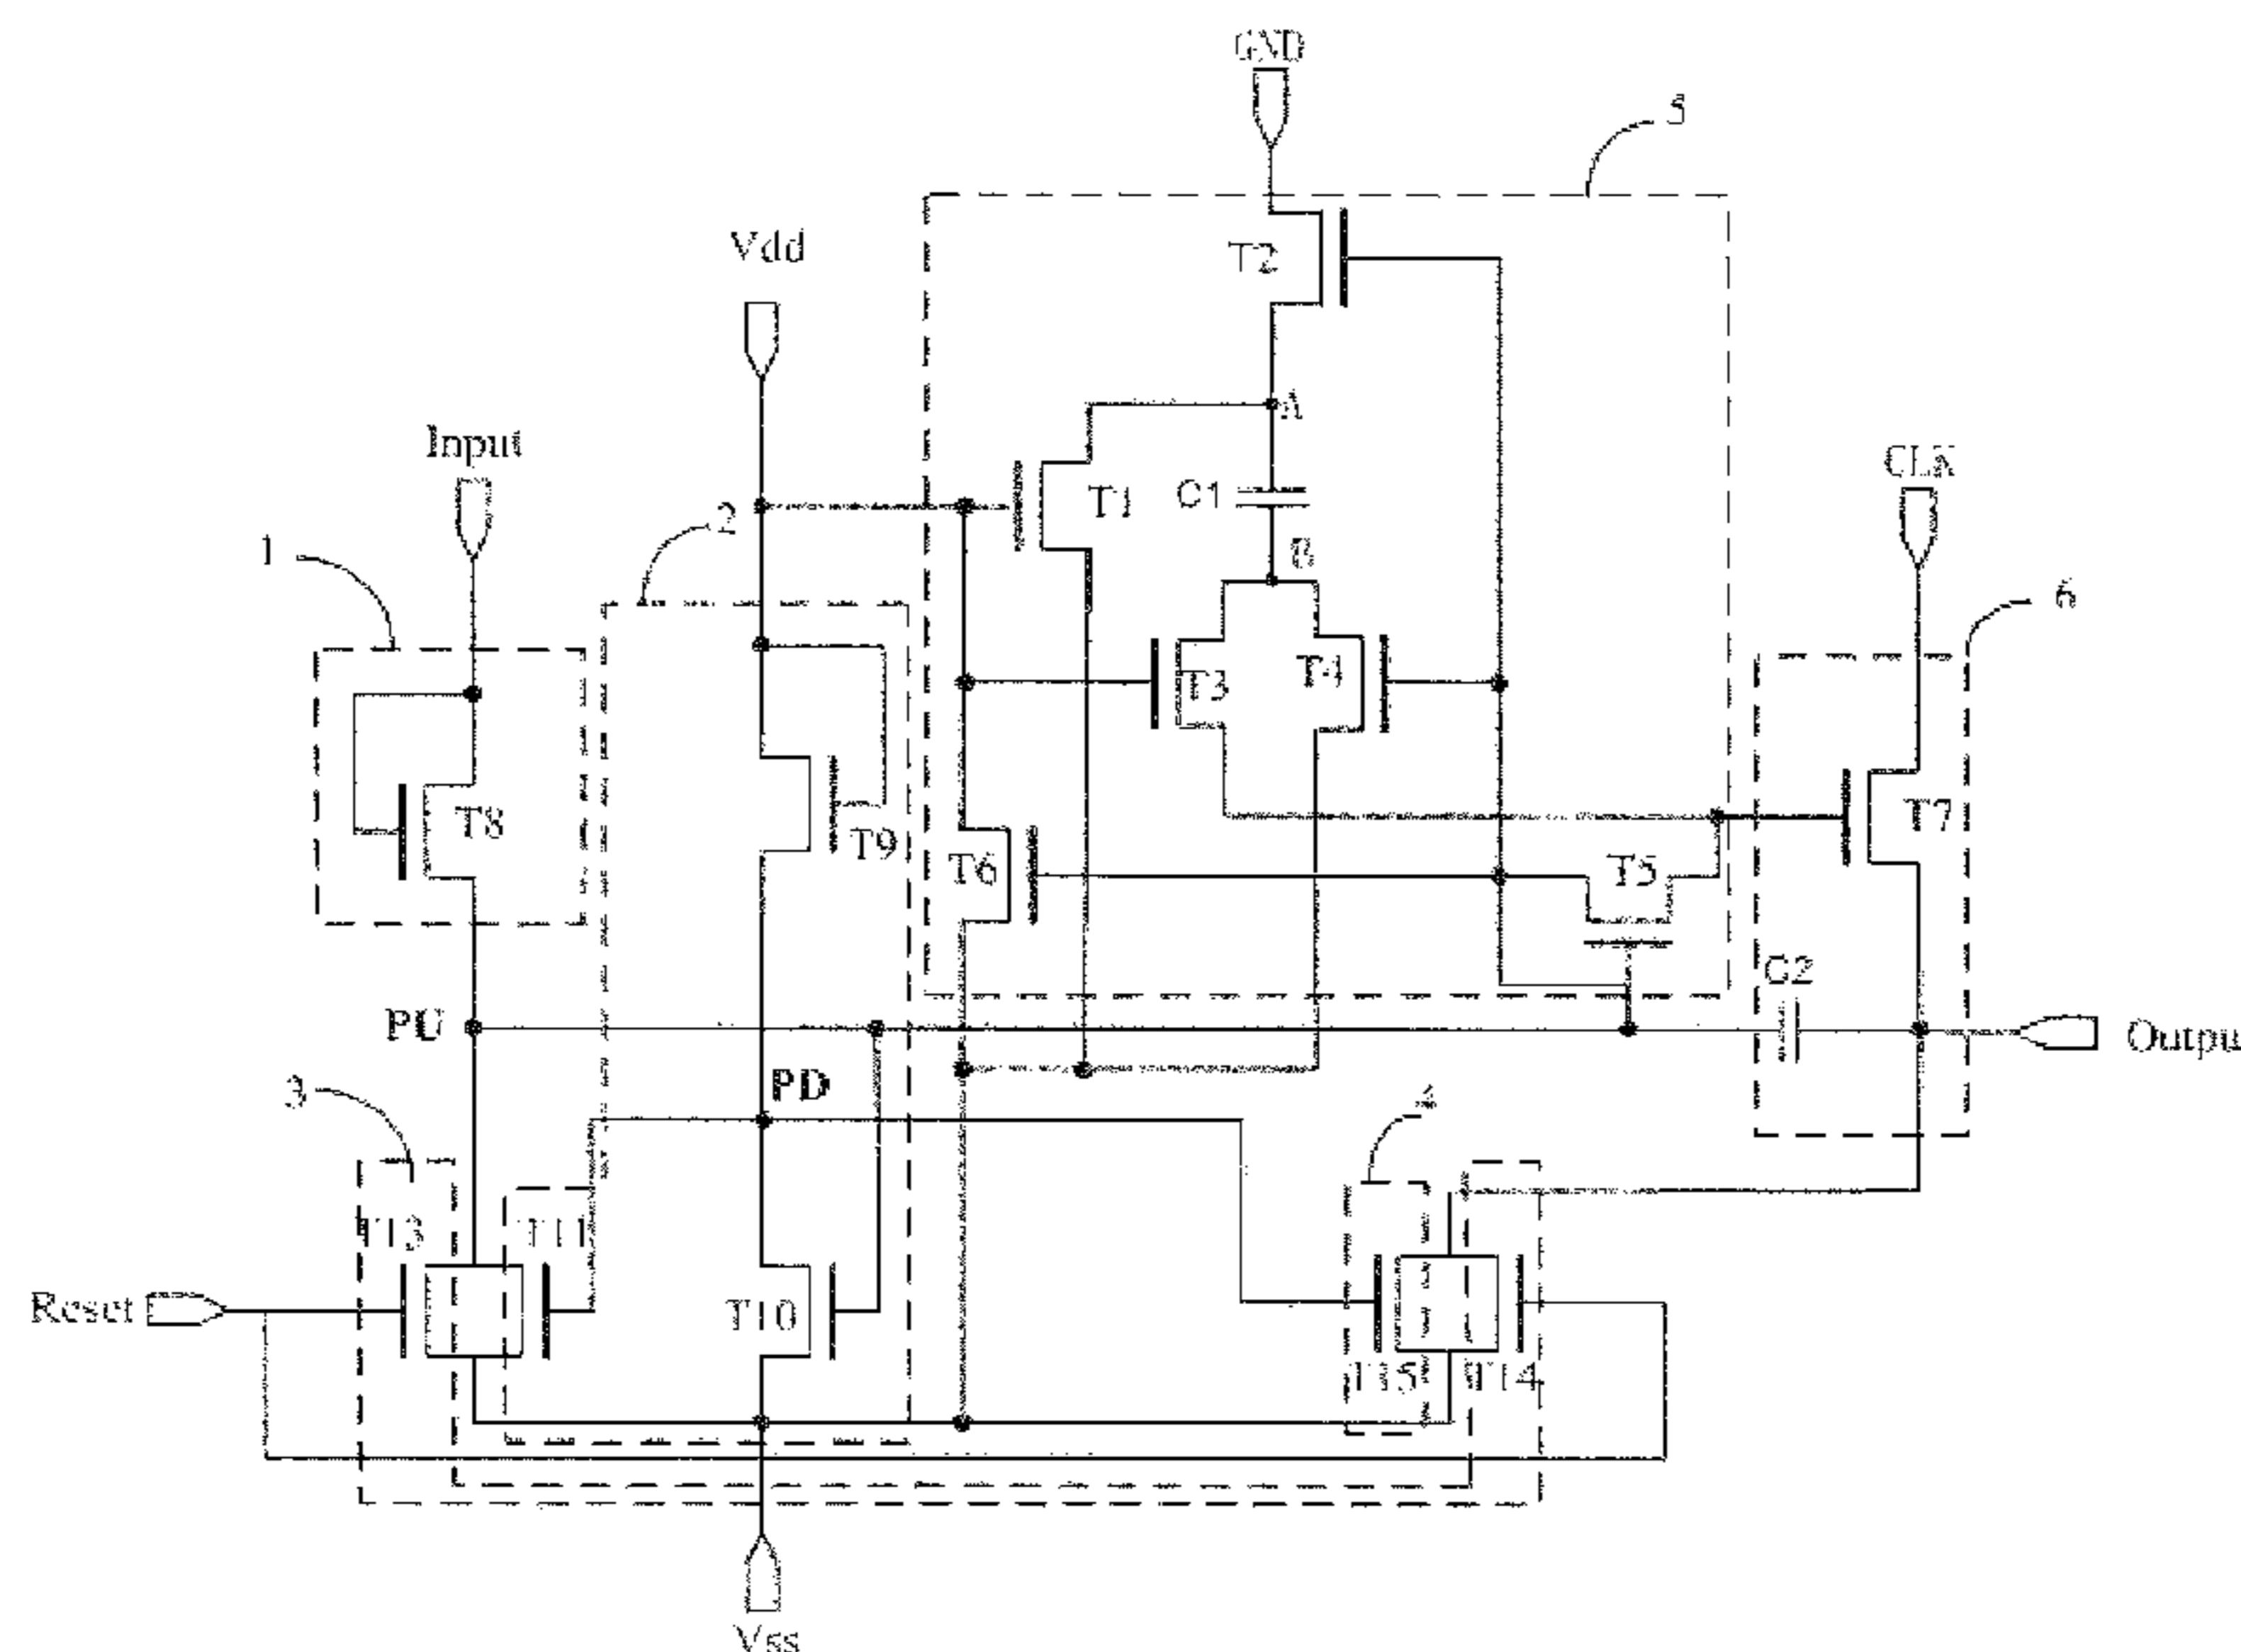 GND
5
T2
Vdd
A
Input
CLK
T1
C1
2
1
B
6
T3
T4
T8
T7
T9
T6
T5
C2
PU
Outpu
PD
3
4
T13
T11
Reset
T10
T15
T14
Vss